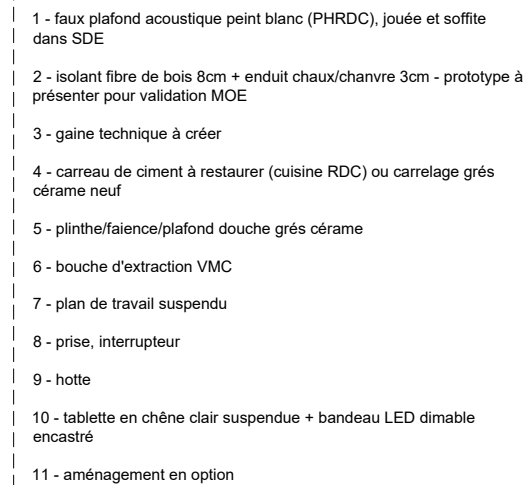 1 - faux plafond acoustique peint blanc (PHRDC), jouée et soffite
dans SDE
2 - isolant fibre de bois 8cm + enduit chaux/chanvre 3cm - prototype à
présenter pour validation MOE
3 - gaine technique à créer
4 - carreau de ciment à restaurer (cuisine RDC) ou carrelage grés
cérame neuf
5 - plinthe/faience/plafond douche grés cérame
6 - bouche d'extraction VMC
7 - plan de travail suspendu
8 - prise, interrupteur
9 - hotte
10 - tablette en chêne clair suspendue + bandeau LED dimable
encastré
11 - aménagement en option